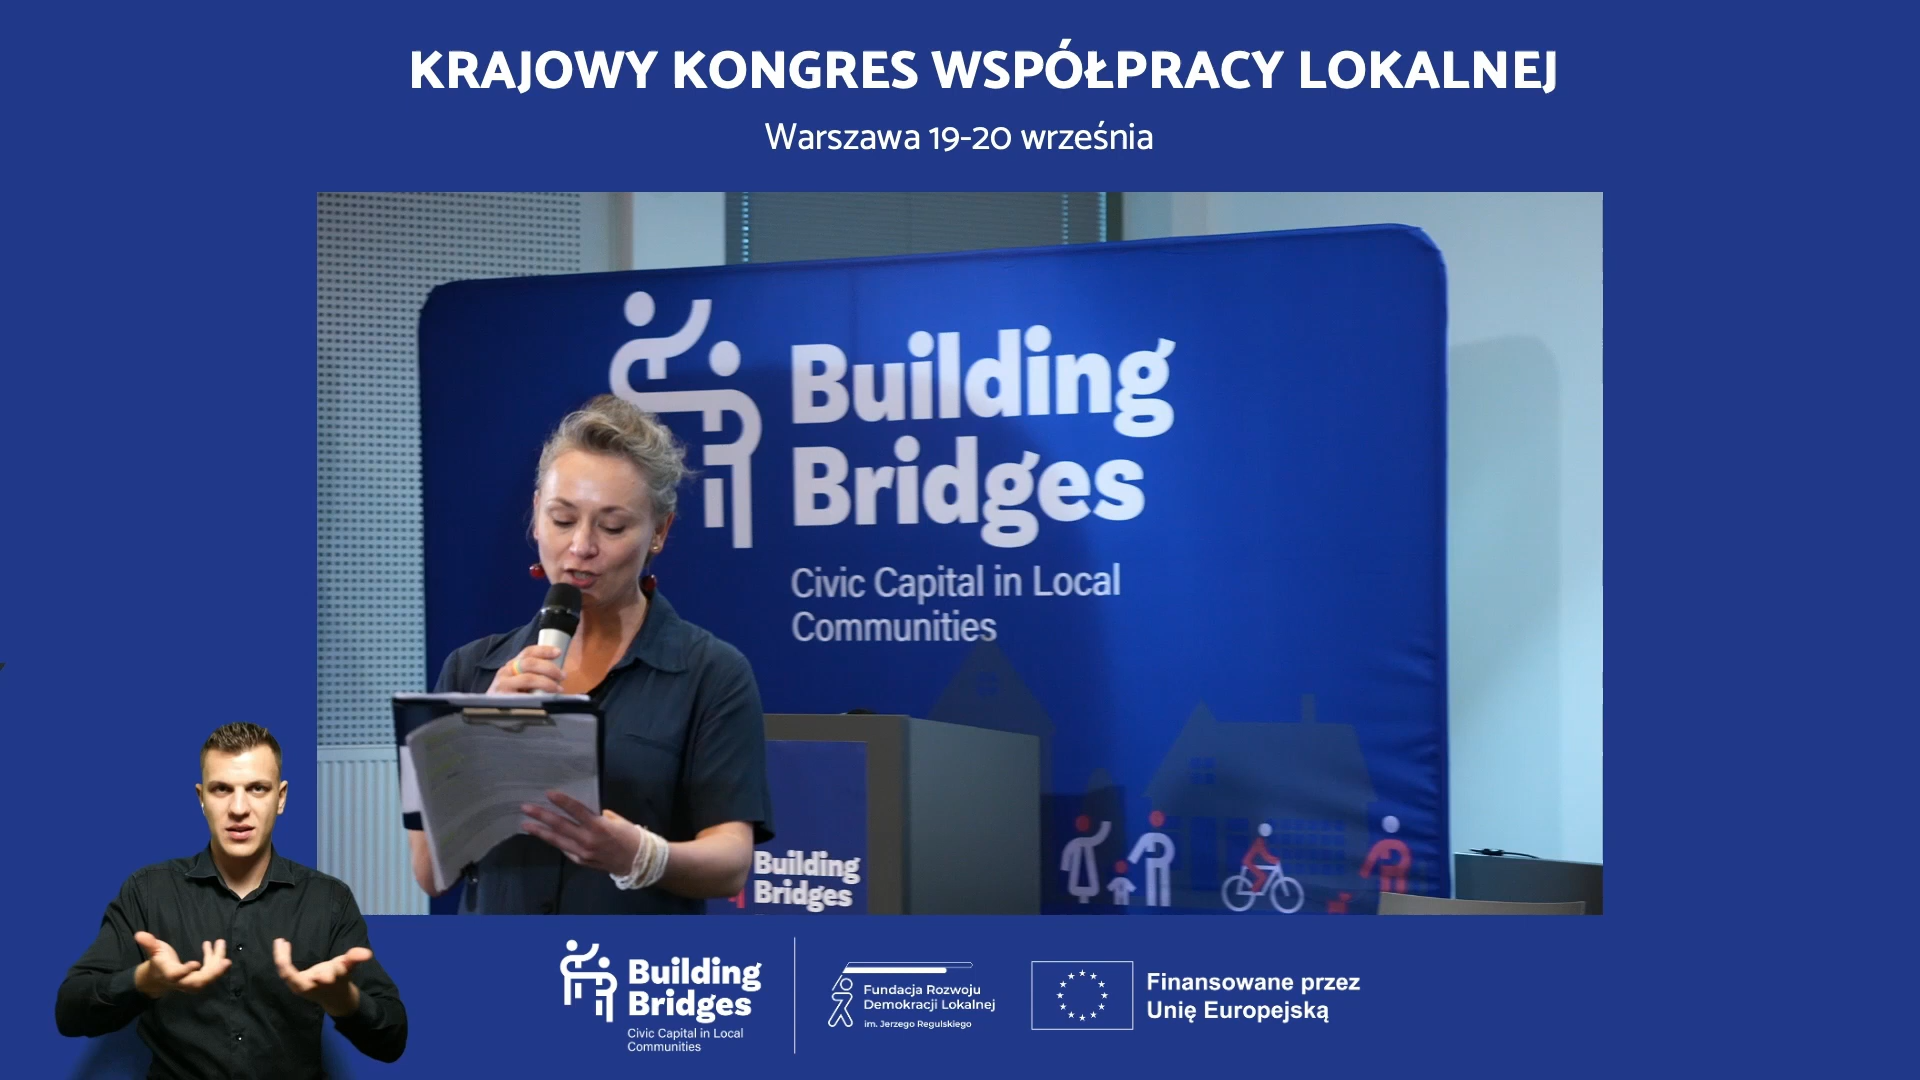 KRAJOWY KONGRES WSPÓŁPRACY LOKALNEJ
Warszawa 19-20 września
Building
Bridges
Civic Capital in Local
Communities
Building
Bridges
Building
Bridges
Civic Capital in Local
Communities
Fundacja Rozwoju
Demokracji Lokalnej
im. Jerzego Regulskiego
Finansowane przez
Unię Europejską